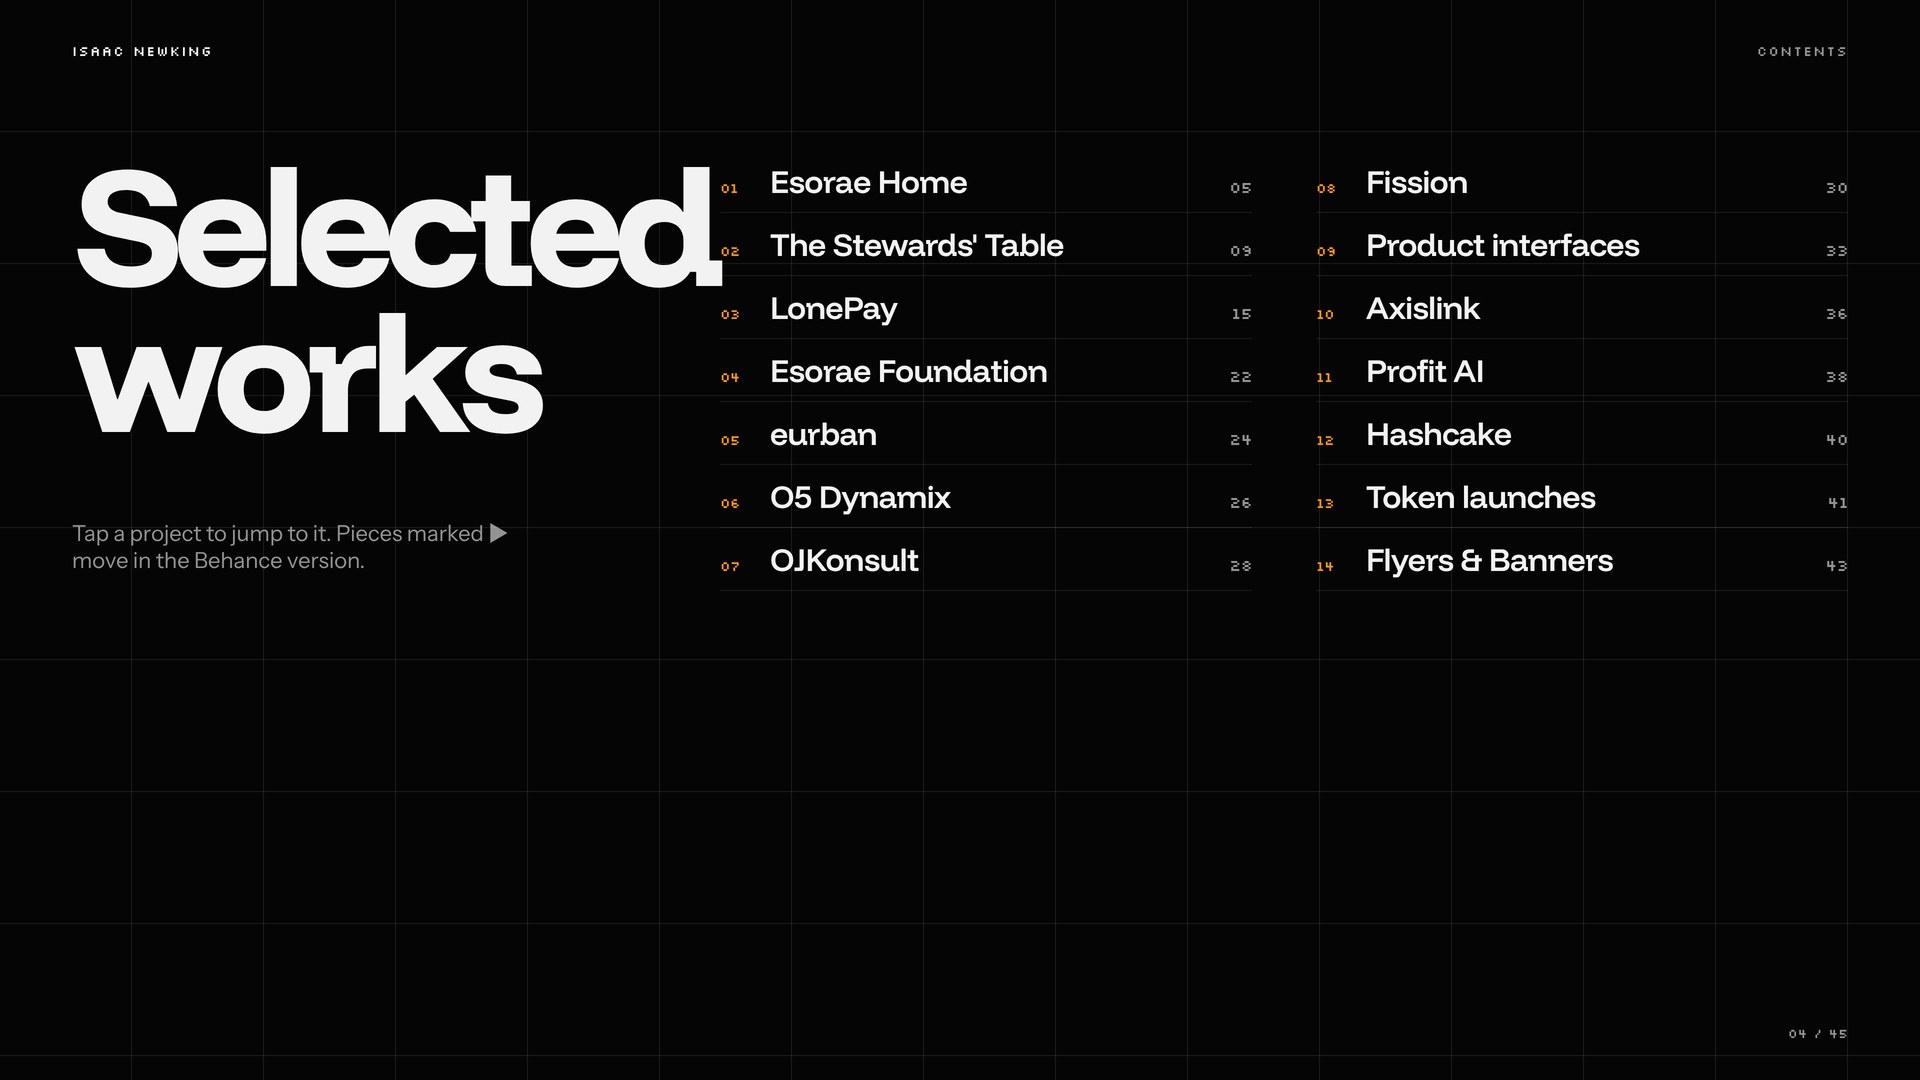 ISAAC NEWKING
CONTENTS
Selected.
works
Tap a project to jump to it. Pieces marked ▶
move in the Behance version.
01 Esorae Home 05
02 The Stewards' Table 09
03 LonePay 15
04 Esorae Foundation 22
05 eurban 24
06 O5 Dynamix 26
07 OJKonsult 28
08 Fission 30
09 Product interfaces 33
10 Axislink 36
11 Profit AI 38
12 Hashcake 40
13 Token launches 41
14 Flyers & Banners 43
04 / 45